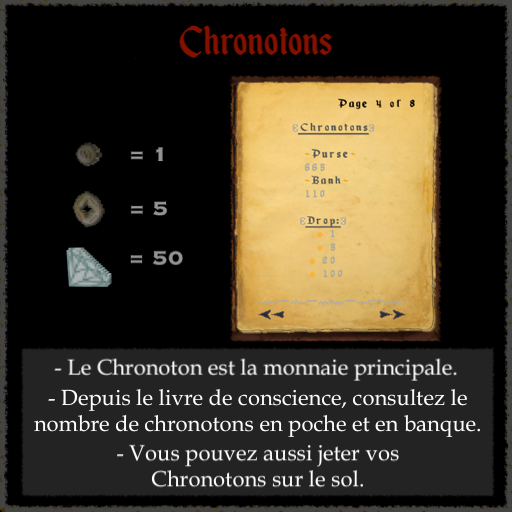 Chronotons
= 1
= 5
= 50
Page 4 of 8
Chronotons
~Purse~
663
~Bank~
110
Drop:
1
5
20
100
- Le Chronoton est la monnaie principale.
- Depuis le livre de conscience, consultez le
nombre de chronotons en poche et en banque.
- Vous pouvez aussi jeter vos
Chronotons sur le sol.